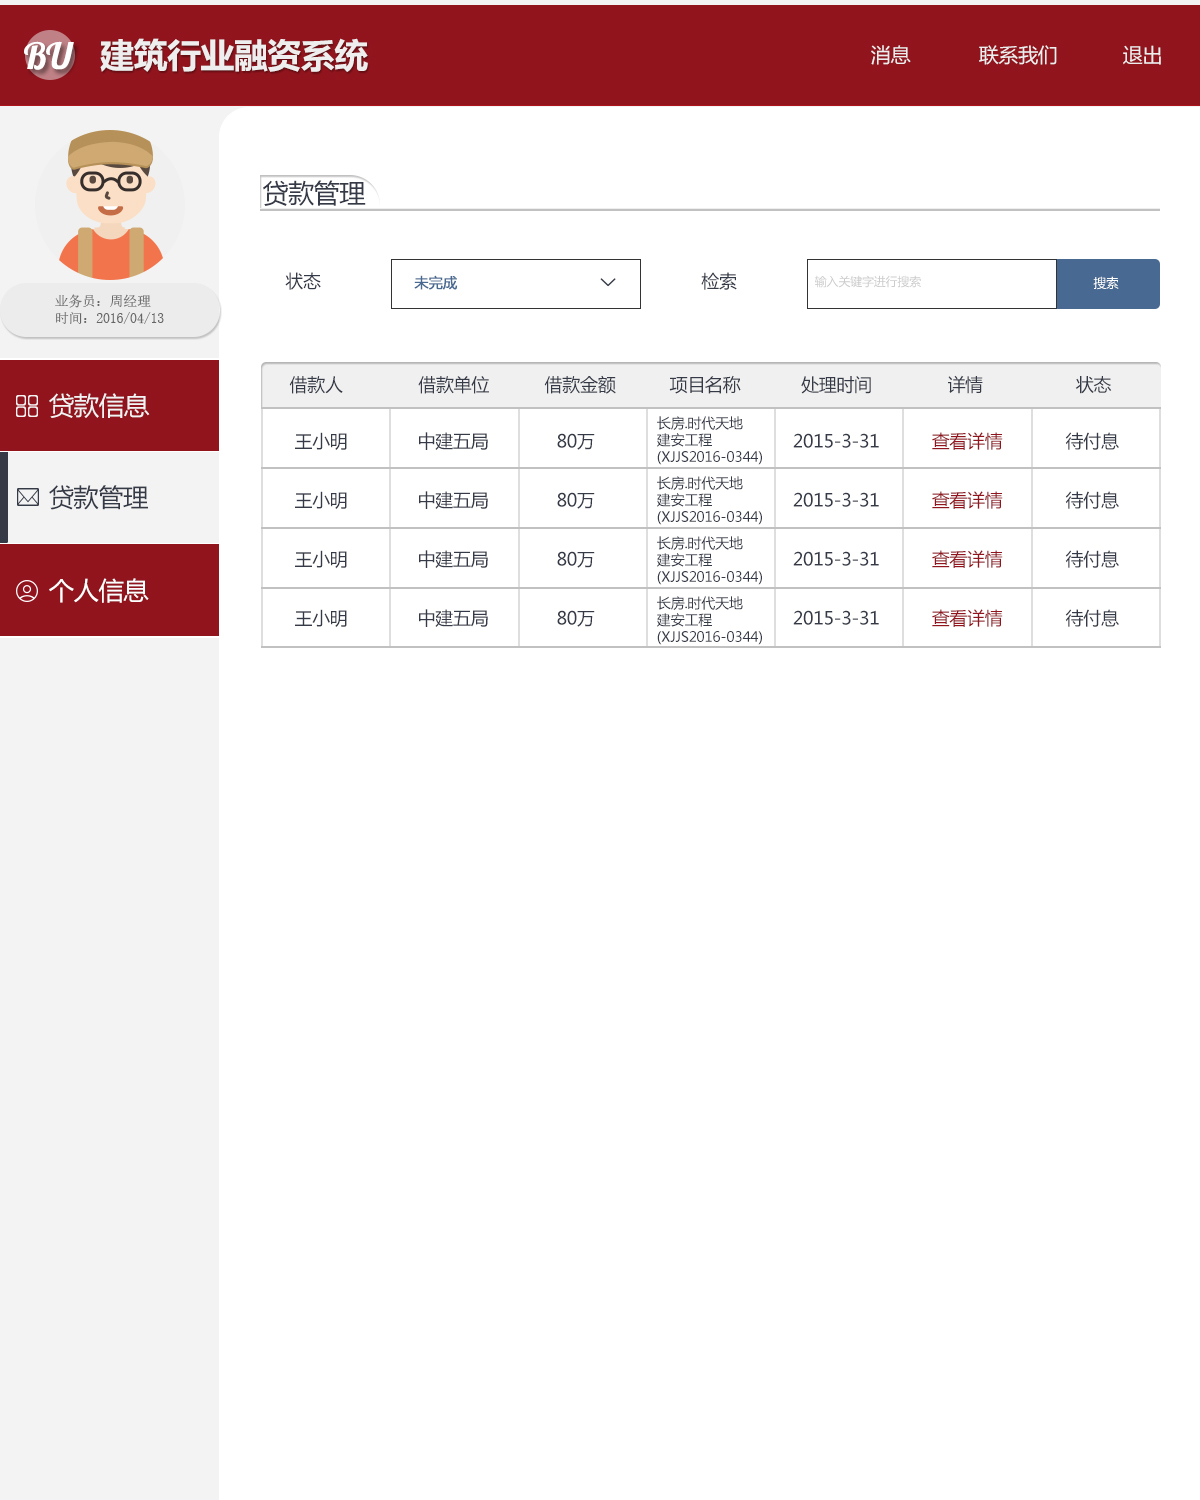 BU 建筑行业融资系统 消息 联系我们 退出
业务员：周经理
时间：2016/04/13
贷款信息
贷款管理
个人信息
贷款管理
状态 未完成 检索 输入关键字进行搜索 搜索
借款人 借款单位 借款金额 项目名称 处理时间 详情 状态
王小明 中建五局 80万 长房.时代天地
建安工程
(XJJS2016-0344) 2015-3-31 查看详情 待付息
王小明 中建五局 80万 长房.时代天地
建安工程
(XJJS2016-0344) 2015-3-31 查看详情 待付息
王小明 中建五局 80万 长房.时代天地
建安工程
(XJJS2016-0344) 2015-3-31 查看详情 待付息
王小明 中建五局 80万 长房.时代天地
建安工程
(XJJS2016-0344) 2015-3-31 查看详情 待付息